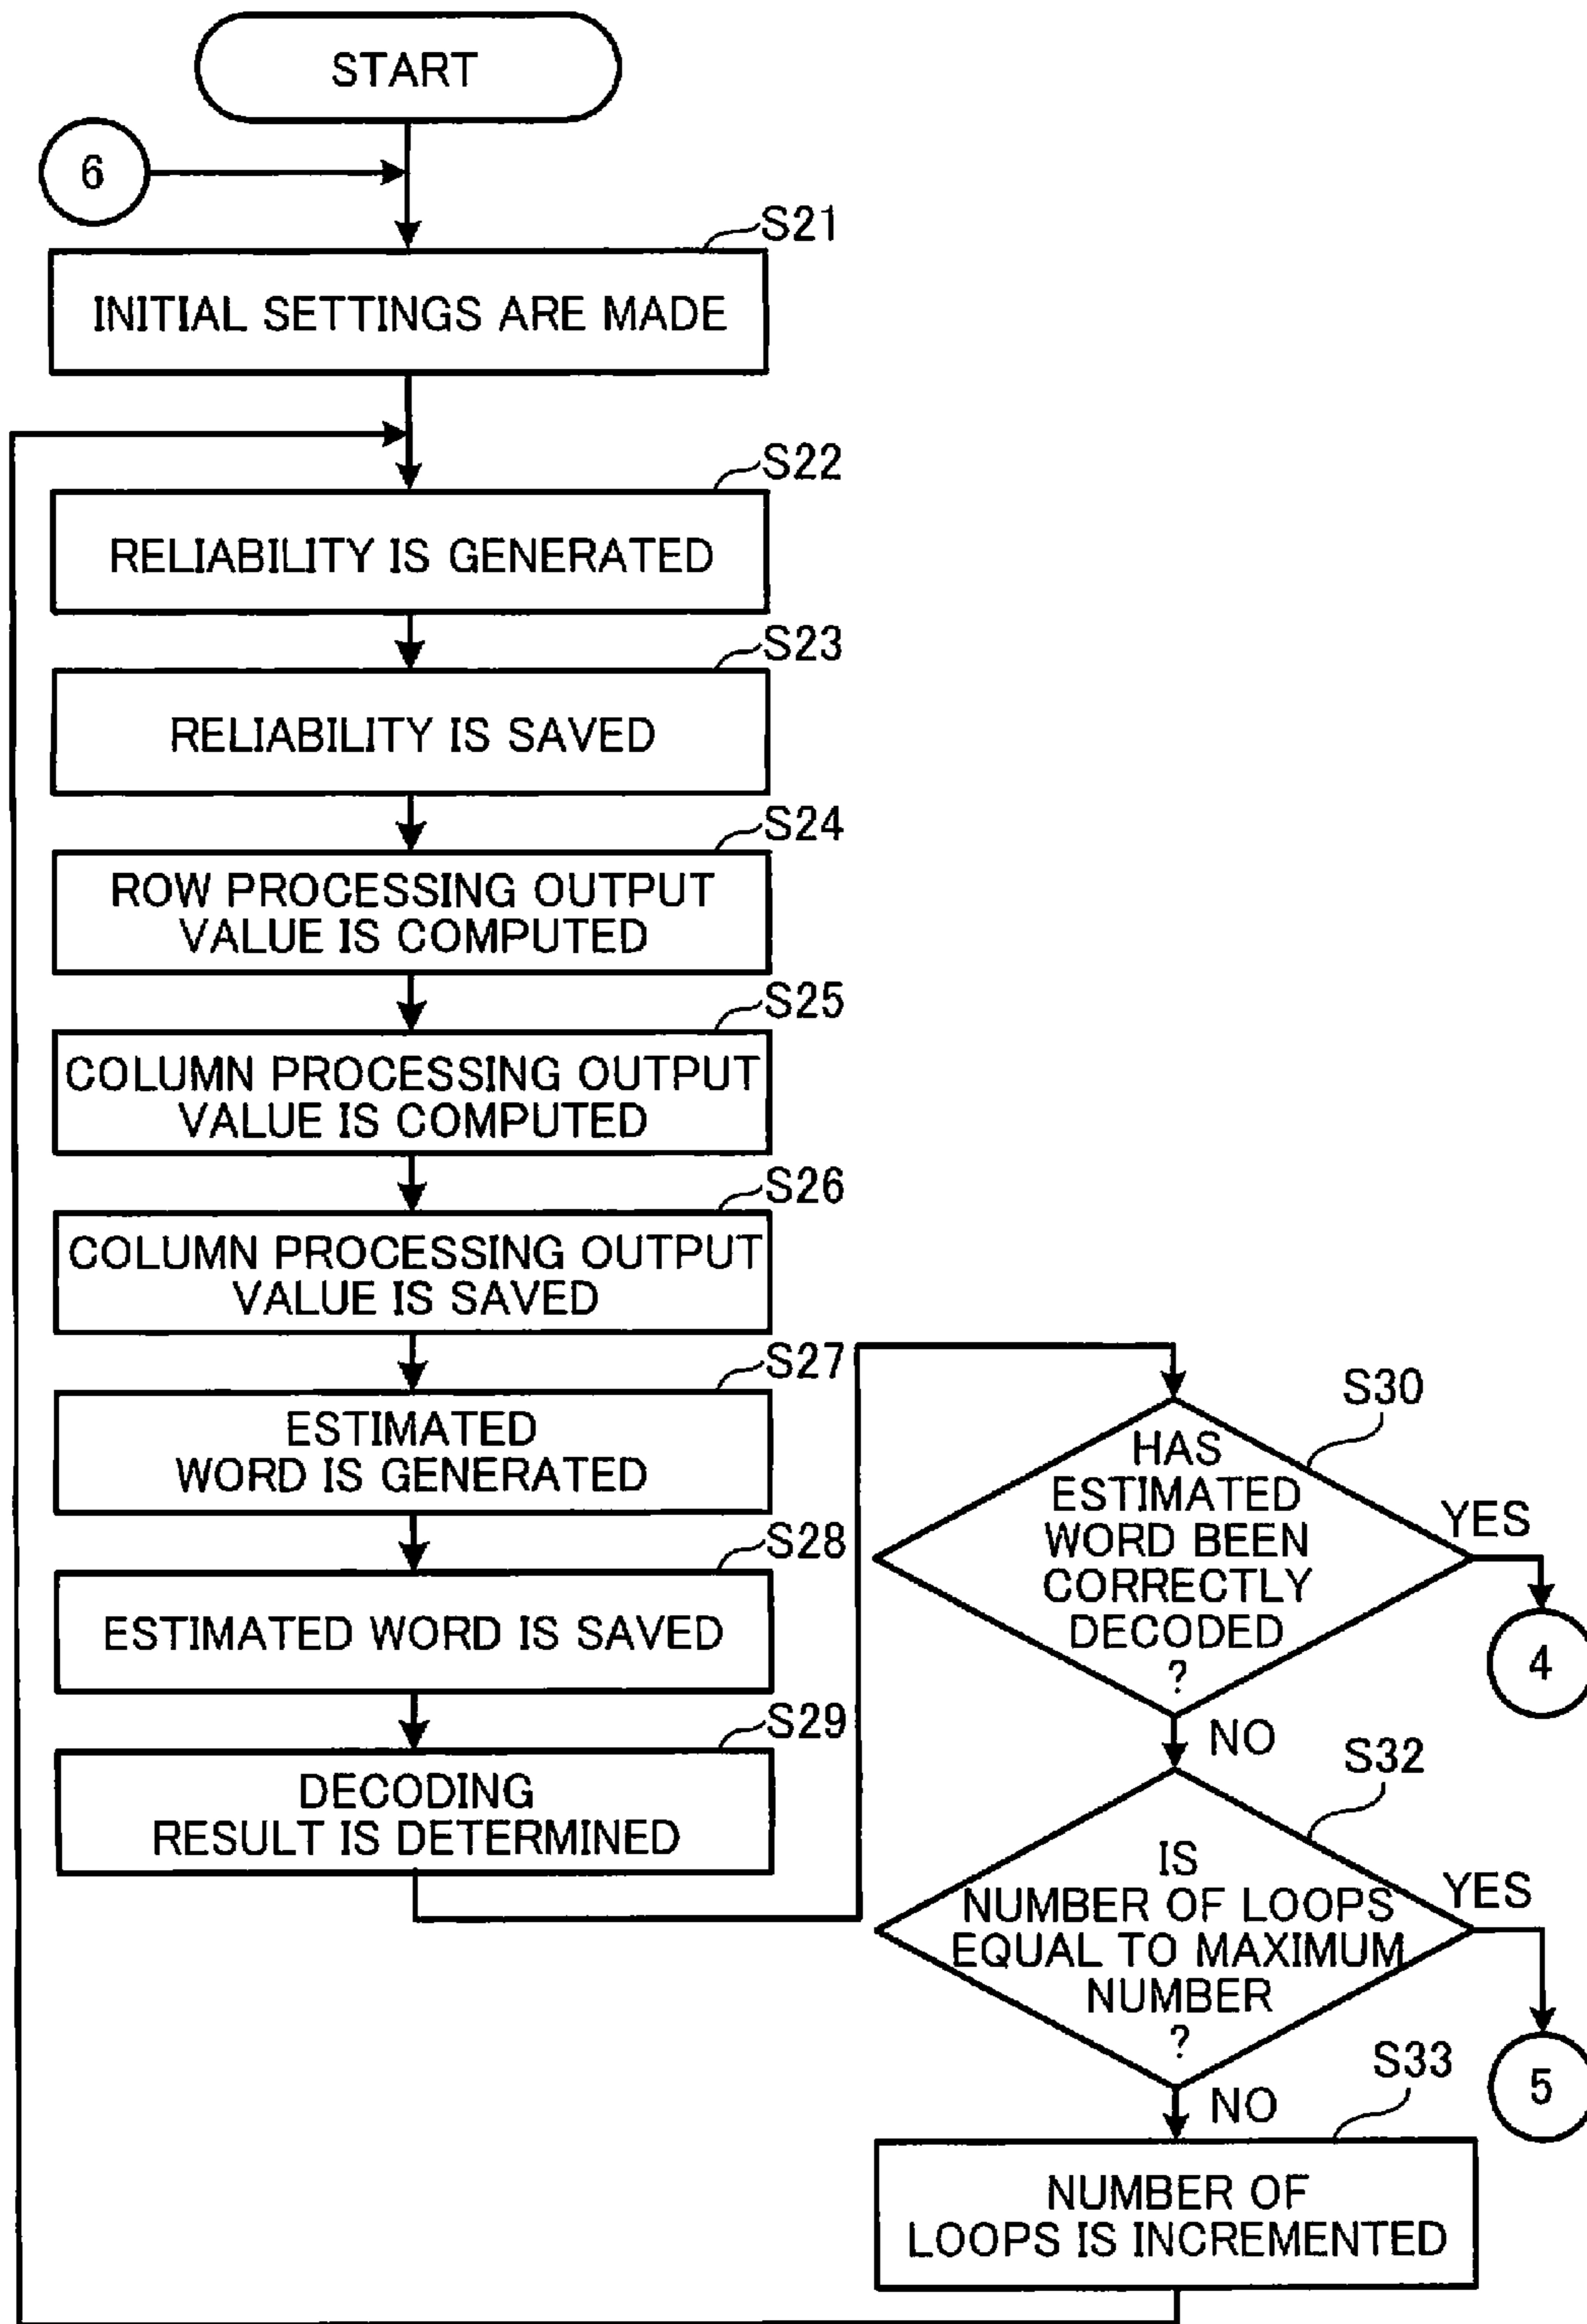 START
6
S21
INITIAL SETTINGS ARE MADE
S22
RELIABILITY IS GENERATED
S23
RELIABILITY IS SAVED
S24
ROW PROCESSING OUTPUT
VALUE IS COMPUTED
S25
COLUMN PROCESSING OUTPUT
VALUE IS COMPUTED
S26
COLUMN PROCESSING OUTPUT
VALUE IS SAVED
S27
ESTIMATED
WORD IS GENERATED
S28
ESTIMATED WORD IS SAVED
S29
DECODING
RESULT IS DETERMINED
S30
HAS
ESTIMATED
WORD BEEN
CORRECTLY
DECODED
?
YES
4
NO
S32
IS
NUMBER OF LOOPS
EQUAL TO MAXIMUM
NUMBER
?
YES
5
NO
S33
NUMBER OF
LOOPS IS INCREMENTED